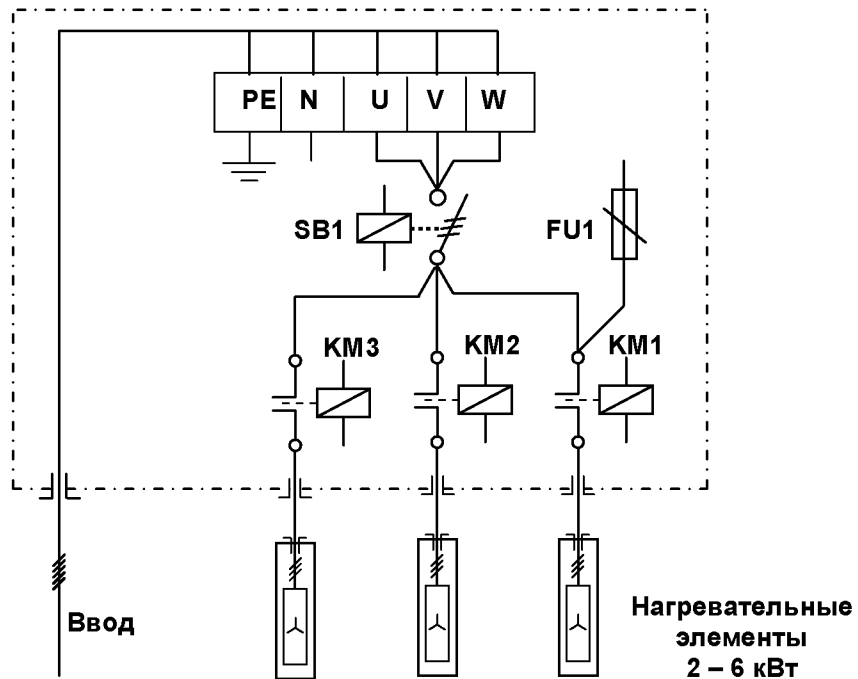 PE N U V W
SB1
FU1
KM3
KM2
KM1
Ввод
Нагревательные
элементы
2 – 6 кВт